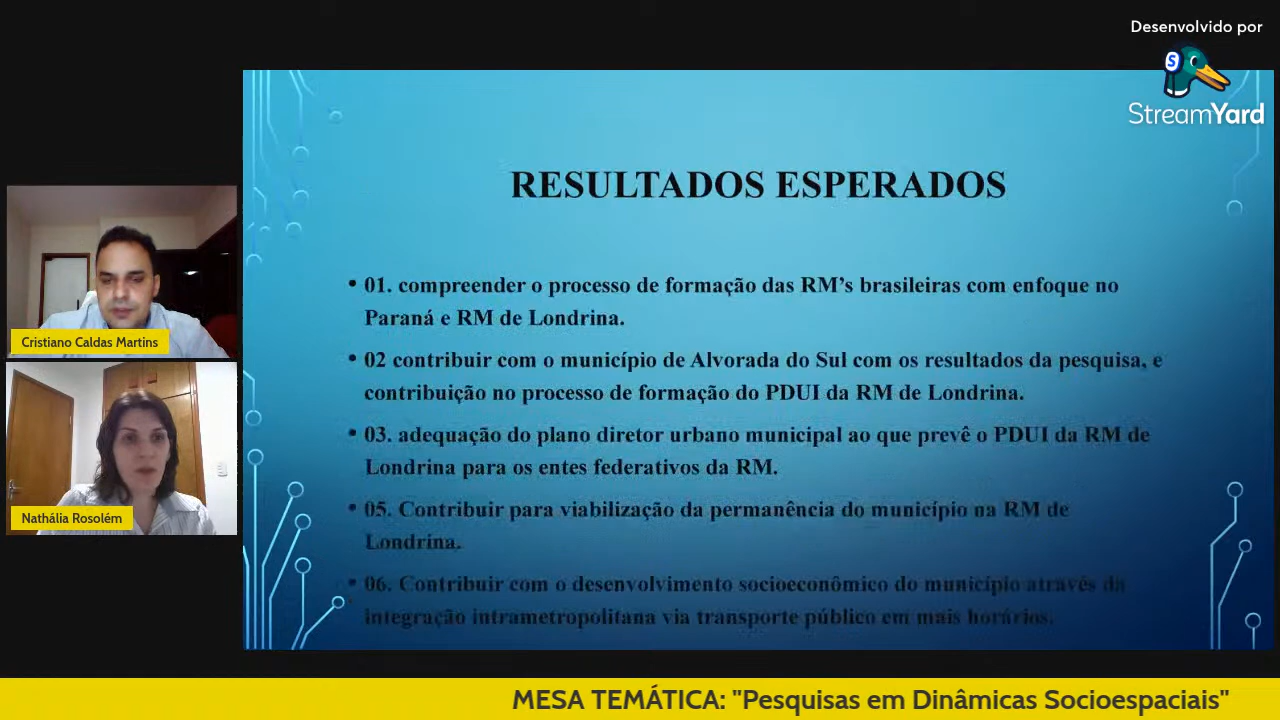 Desenvolvido por
StreamYard
RESULTADOS ESPERADOS
• 01. compreender o processo de formação das RM’s brasileiras com enfoque no
Paraná e RM de Londrina.
• 02 contribuir com o município de Alvorada do Sul com os resultados da pesquisa, e
contribuição no processo de formação do PDUI da RM de Londrina.
• 03. adequação do plano diretor urbano municipal ao que prevê o PDUI da RM de
Londrina para os entes federativos da RM.
• 05. Contribuir para viabilização da permanência do município na RM de
Londrina.
• 06. Contribuir com o desenvolvimento socioeconômico do município através da
integração intrametropolitana via transporte público em mais horários.
Cristiano Caldas Martins
Nathália Rosolém
MESA TEMÁTICA: "Pesquisas em Dinâmicas Socioespaciais"